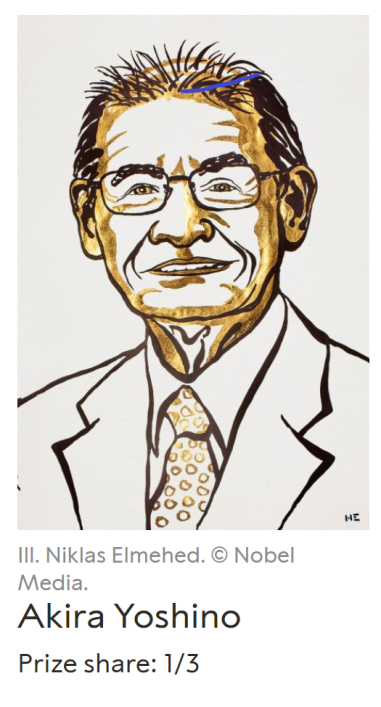 HE
Ill. Niklas Elmehed. © Nobel
Media.
Akira Yoshino
Prize share: 1/3